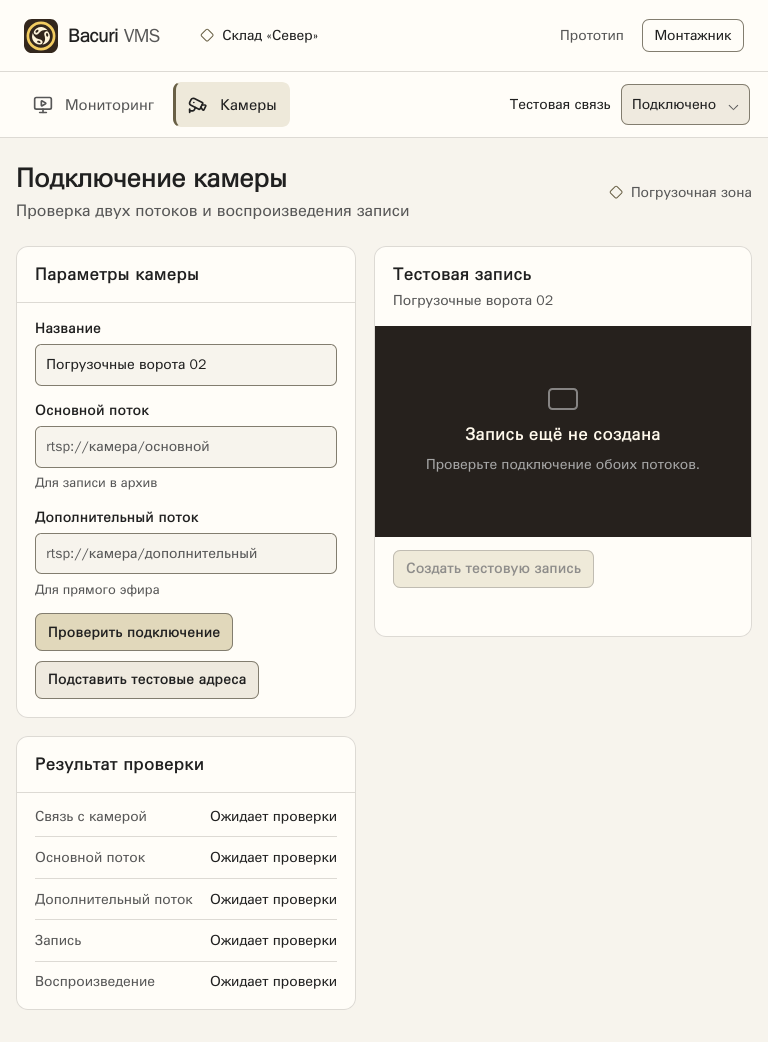 Bacuri VMS
Склад «Север»
Прототип
Монтажник
Мониторинг
Камеры
Тестовая связь
Подключено
Подключение камеры
Проверка двух потоков и воспроизведения записи
Погрузочная зона
Параметры камеры
Название
Погрузочные ворота 02
Основной поток
rtsp://камера/основной
Для записи в архив
Дополнительный поток
rtsp://камера/дополнительный
Для прямого эфира
Проверить подключение
Подставить тестовые адреса
Тестовая запись
Погрузочные ворота 02
Запись ещё не создана
Проверьте подключение обоих потоков.
Создать тестовую запись
Результат проверки
Связь с камерой Ожидает проверки
Основной поток Ожидает проверки
Дополнительный поток Ожидает проверки
Запись Ожидает проверки
Воспроизведение Ожидает проверки